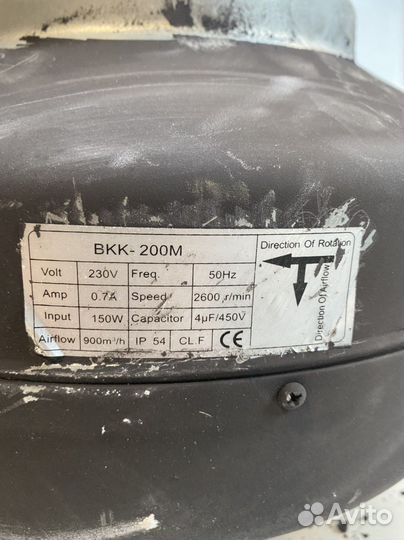 BKK-200M
Direction Of Rotation
Volt 230V Freq. 50Hz
Amp 0.7A Speed 2600 r/min
Input 150W Capacitor 4μF/450V
Airflow 900m³/h IP 54 CL.F CE
Direction Of Airflow
Avito